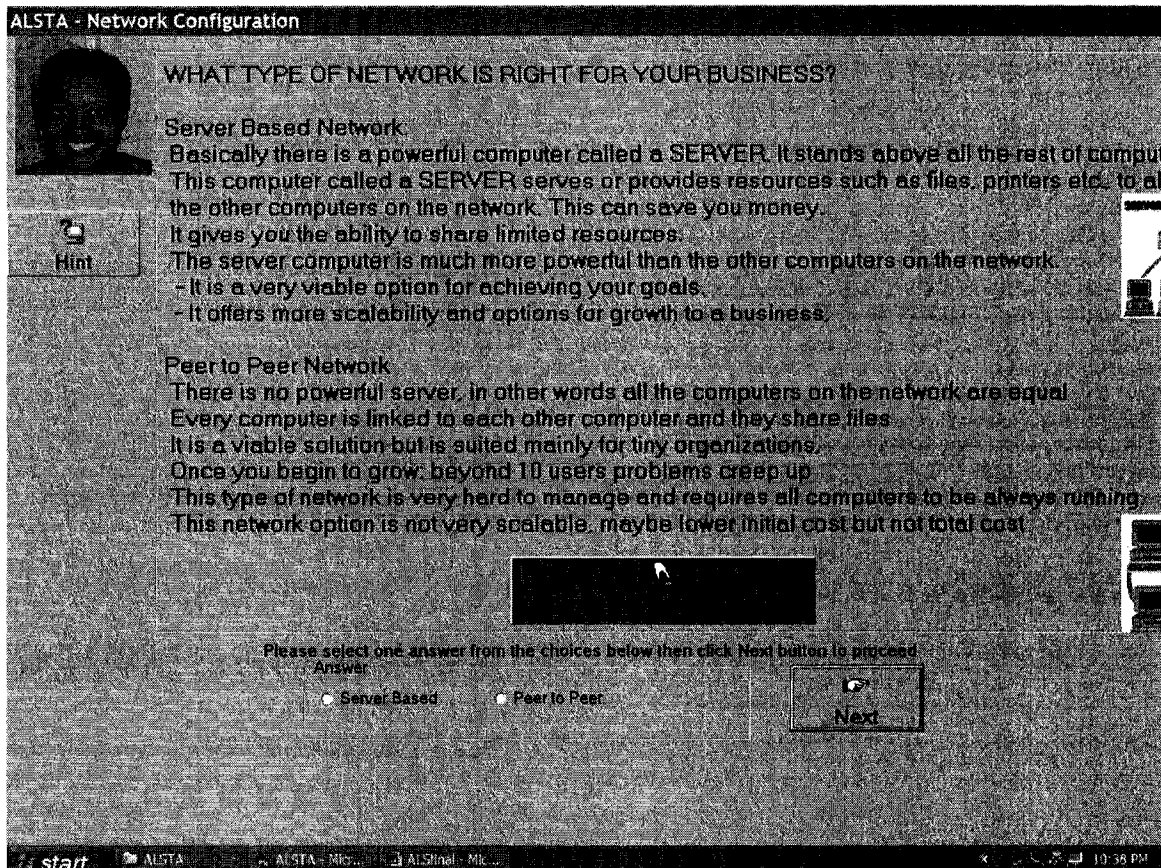 ALSTA - Network Configuration
WHAT TYPE OF NETWORK IS RIGHT FOR YOUR BUSINESS?
Server Based Network
Basically there is a powerful computer called a SERVER. It stands above all the rest of comput
This computer called a SERVER serves or provides resources such as files, printers etc. to al
the other computers on the network. This can save you money.
It gives you the ability to share limited resources.
Hint
The server computer is much more powerful than the other computers on the network.
- It is a very viable option for achieving your goals.
- It offers more scalability and options for growth to a business.
Peer to Peer Network
There is no powerful server, in other words all the computers on the network are equal
Every computer is linked to each other computer and they share files
It is a viable solution but is suited mainly for tiny organizations.
Once you begin to grow, beyond 10 users problems creep up
This type of network is very hard to manage and requires all computers to be always running
This network option is not very scalable, maybe lower initial cost but not total cost
Please select one answer from the choices below then click Next button to proceed
Answer
Server Based
Peer to Peer
Next
start
ALSTA
ALSTA - Micr...
ALSfinal - Mic...
10:38 PM